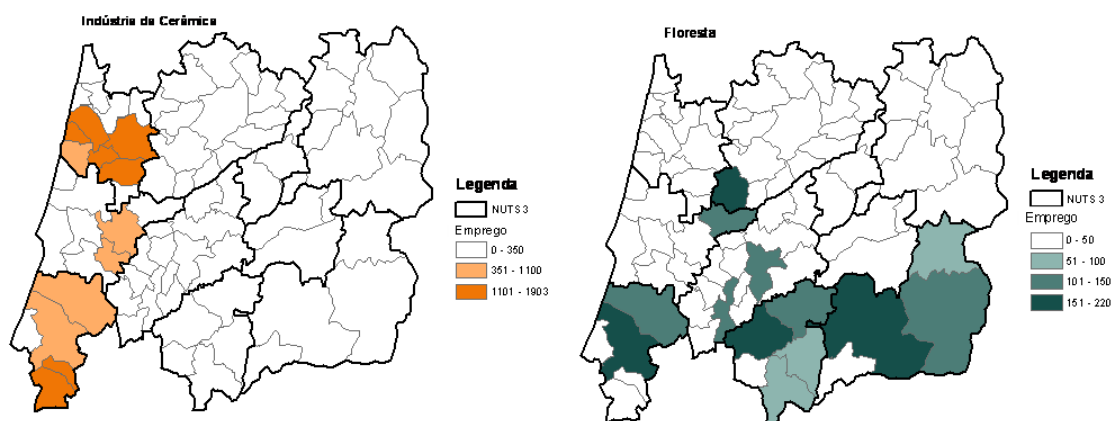 Indústria da Cerâmica
Legenda
NUTS 3
Emprego
0 - 350
351 - 1100
1101 - 1903
Floresta
Legenda
NUTS 3
Emprego
0 - 50
51 - 100
101 - 150
151 - 220